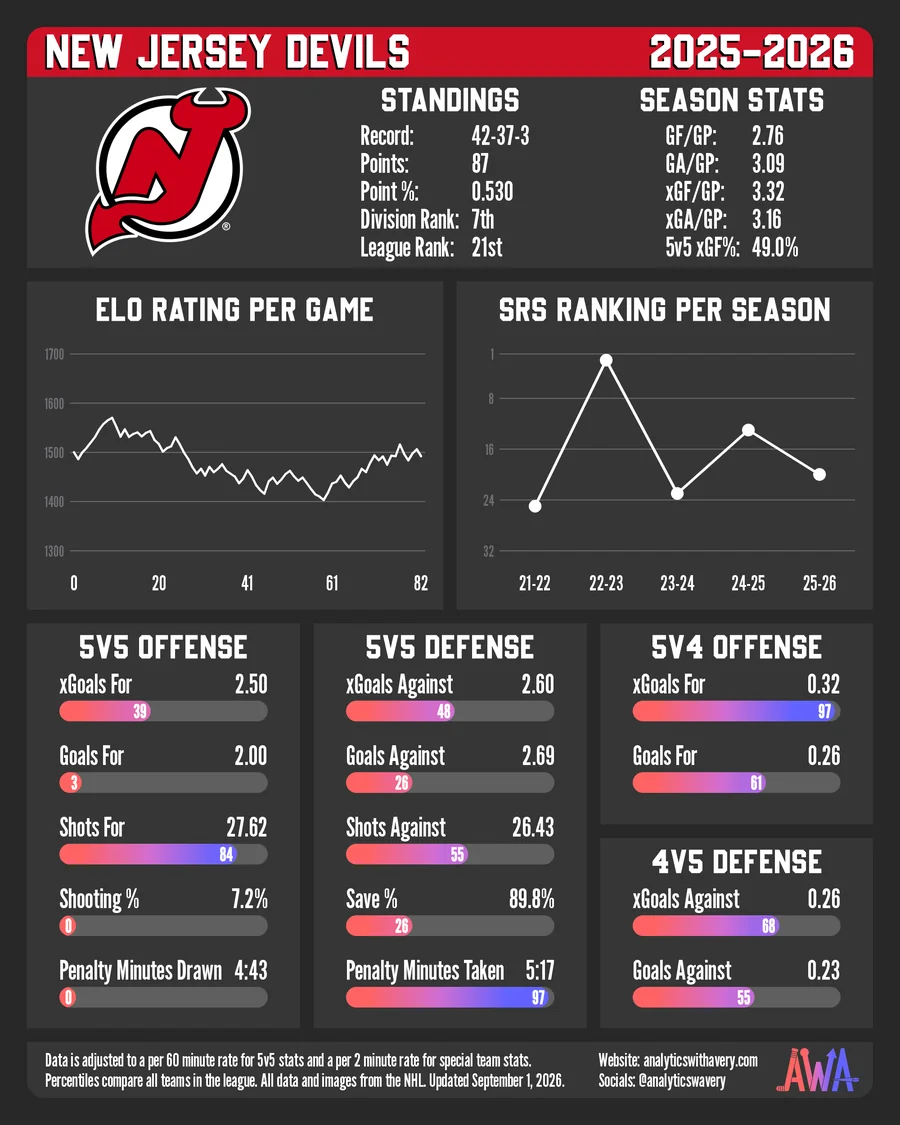 NEW JERSEY DEVILS 2025-2026
STANDINGS
Record: 42-37-3
Points: 87
Point %: 0.530
Division Rank: 7th
League Rank: 21st
SEASON STATS
GF/GP: 2.76
GA/GP: 3.09
xGF/GP: 3.32
xGA/GP: 3.16
5v5 xGF%: 49.0%
NJ
®
ELO RATING PER GAME
1700
1600
1500
1400
1300
0 20 41 61 82
SRS RANKING PER SEASON
1
8
16
24
32
21-22 22-23 23-24 24-25 25-26
5V5 OFFENSE
xGoals For 2.50
39
Goals For 2.00
3
Shots For 27.62
84
Shooting % 7.2%
0
Penalty Minutes Drawn 4:43
0
5V5 DEFENSE
xGoals Against 2.60
48
Goals Against 2.69
26
Shots Against 26.43
55
Save % 89.8%
26
Penalty Minutes Taken 5:17
97
5V4 OFFENSE
xGoals For 0.32
97
Goals For 0.26
61
4V5 DEFENSE
xGoals Against 0.26
68
Goals Against 0.23
55
Data is adjusted to a per 60 minute rate for 5v5 stats and a per 2 minute rate for special team stats.
Percentiles compare all teams in the league. All data and images from the NHL. Updated September 1, 2026.
Website: analyticswithavery.com
Socials: @analyticswavery
AWA